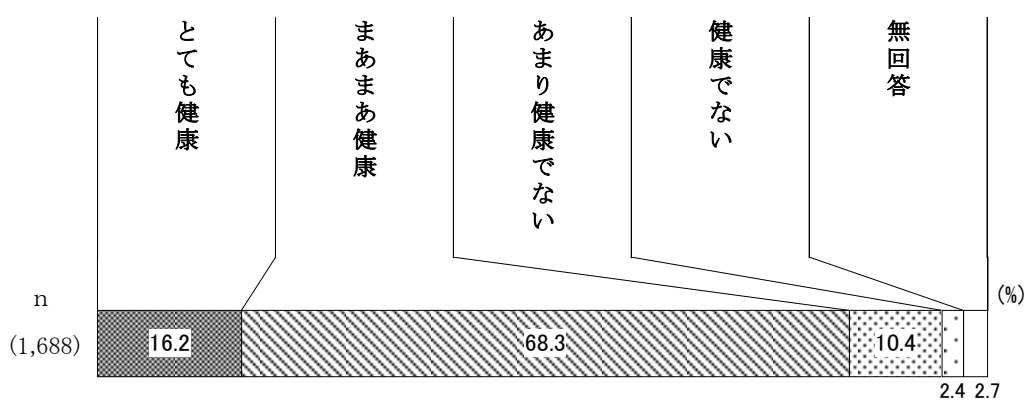 とても健康
まあまあ健康
あまり健康でない
健康でない
無回答
(%)
n
(1,688)
16.2
68.3
10.4
2.4
2.7